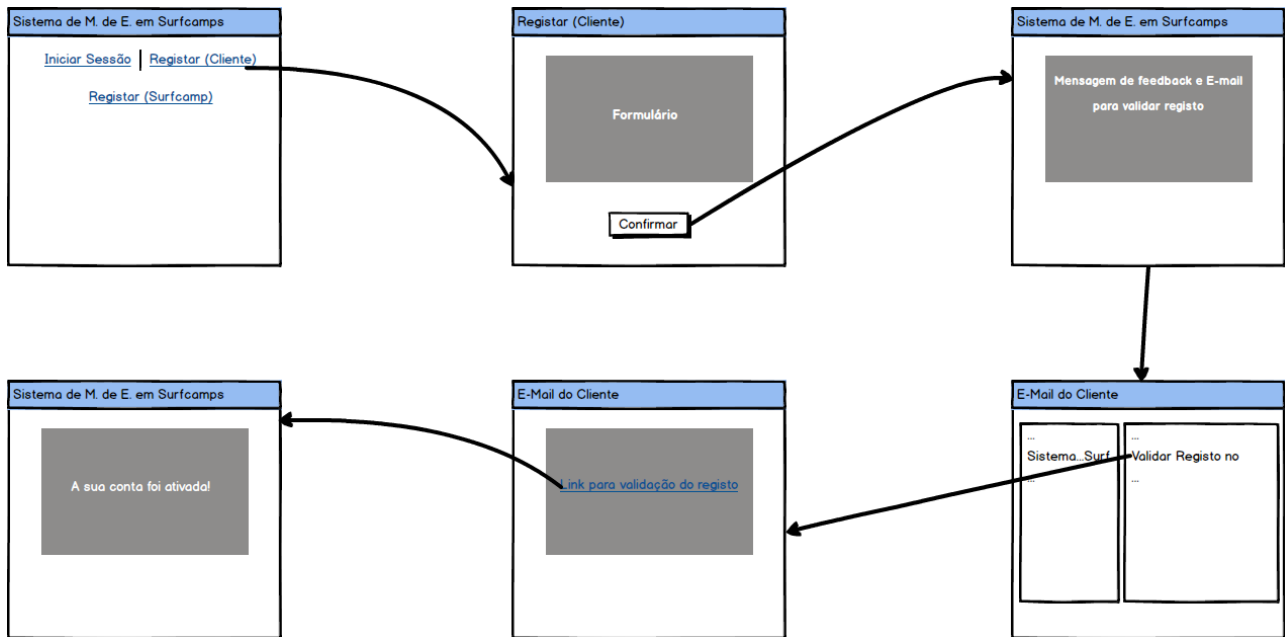 Sistema de M. de E. em Surfcamps
Iniciar Sessão | Registar (Cliente)
Registar (Surfcamp)
Registar (Cliente)
Formulário
Confirmar
Sistema de M. de E. em Surfcamps
Mensagem de feedback e E-mail
para validar registo
E-Mail do Cliente
...
Sistema...Surf
...
...
Validar Registo no
...
E-Mail do Cliente
Link para validação do registo
Sistema de M. de E. em Surfcamps
A sua conta foi ativada!